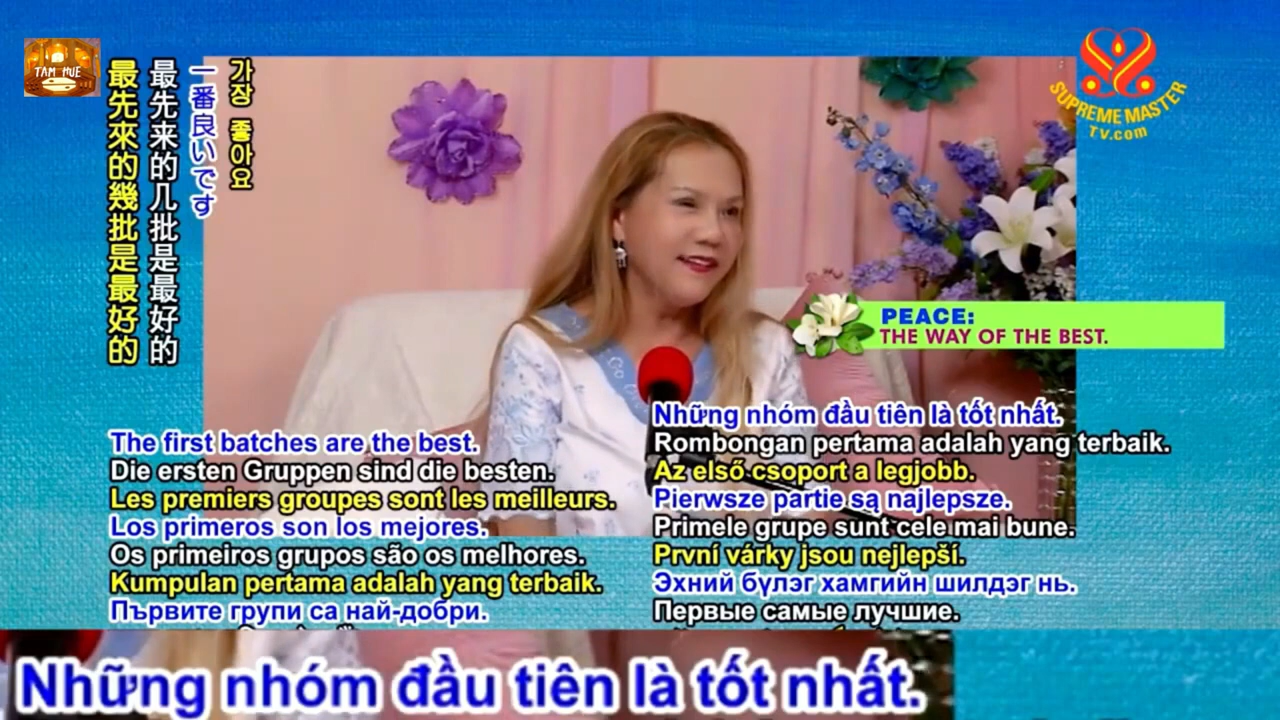 TAM HUE
最先來的幾批是最好的
最先来的几批是最好的
一番良いです
가장 좋아요
SUPREME MASTER
TV.com
PEACE:
THE WAY OF THE BEST.
The first batches are the best.
Die ersten Gruppen sind die besten.
Les premiers groupes sont les meilleurs.
Los primeros son los mejores.
Os primeiros grupos são os melhores.
Kumpulan pertama adalah yang terbaik.
Първите групи са най-добри.
Những nhóm đầu tiên là tốt nhất.
Rombongan pertama adalah yang terbaik.
Az első csoport a legjobb.
Pierwsze partie są najlepsze.
Primele grupe sunt cele mai bune.
První várky jsou nejlepší.
Эхний бүлэг хамгийн шилдэг нь.
Первые самые лучшие.
Những nhóm đầu tiên là tốt nhất.